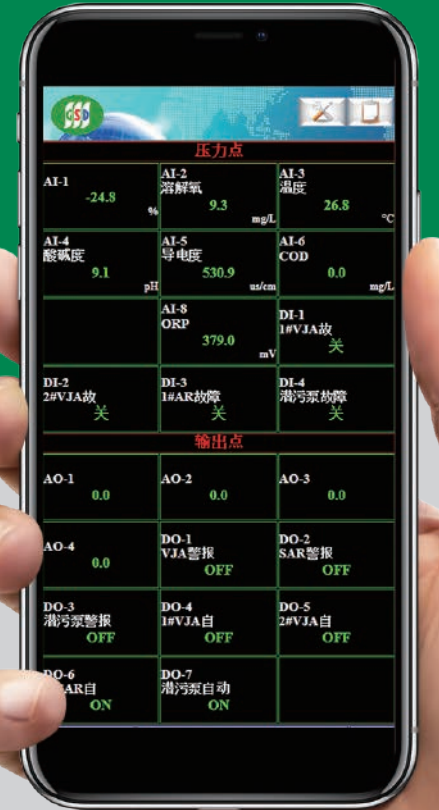 GSD
压力点
AI-1
-24.8
%
AI-2
溶解氧
9.3
mg/L
AI-3
温度
26.8
°C
AI-4
酸碱度
9.1
pH
AI-5
导电度
530.9
us/cm
AI-6
COD
0.0
mg/L
AI-8
ORP
379.0
mV
DI-1
1#VJA故
关
DI-2
2#VJA故
关
DI-3
1#AR故障
关
DI-4
潜污泵故障
关
输出点
AO-1
0.0
AO-2
0.0
AO-3
0.0
AO-4
0.0
DO-1
VJA警报
OFF
DO-2
SAR警报
OFF
DO-3
潜污泵警报
OFF
DO-4
1#VJA自
OFF
DO-5
2#VJA自
OFF
DO-6
AR自
ON
DO-7
潜污泵自动
ON